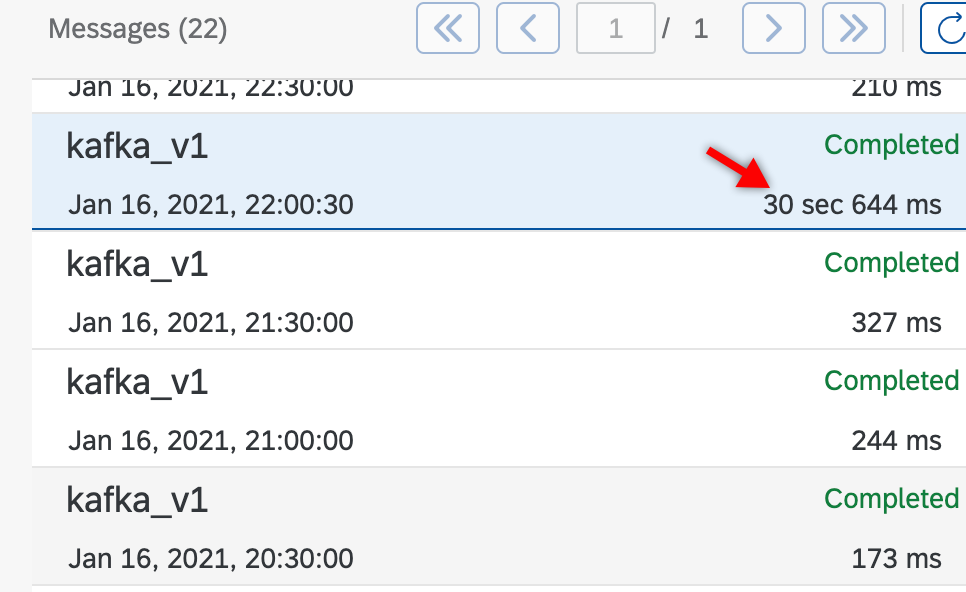 Messages (22)
1 / 1
Jan 16, 2021, 22:30:00 210 ms
kafka_v1 Completed
Jan 16, 2021, 22:00:30 30 sec 644 ms
kafka_v1 Completed
Jan 16, 2021, 21:30:00 327 ms
kafka_v1 Completed
Jan 16, 2021, 21:00:00 244 ms
kafka_v1 Completed
Jan 16, 2021, 20:30:00 173 ms